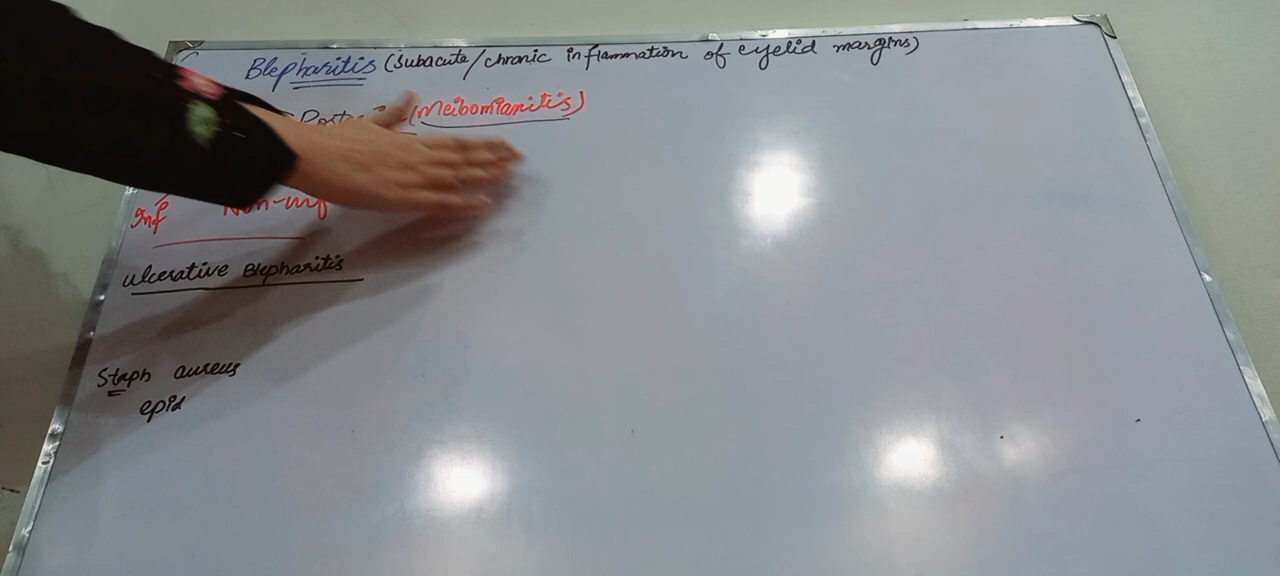 Blepharitis (Subacute/chronic inflammation of eyelid margins)
(Meibomianitis)
Inf Non-inf
ulcerative Blepharitis
Staph aureus
epid